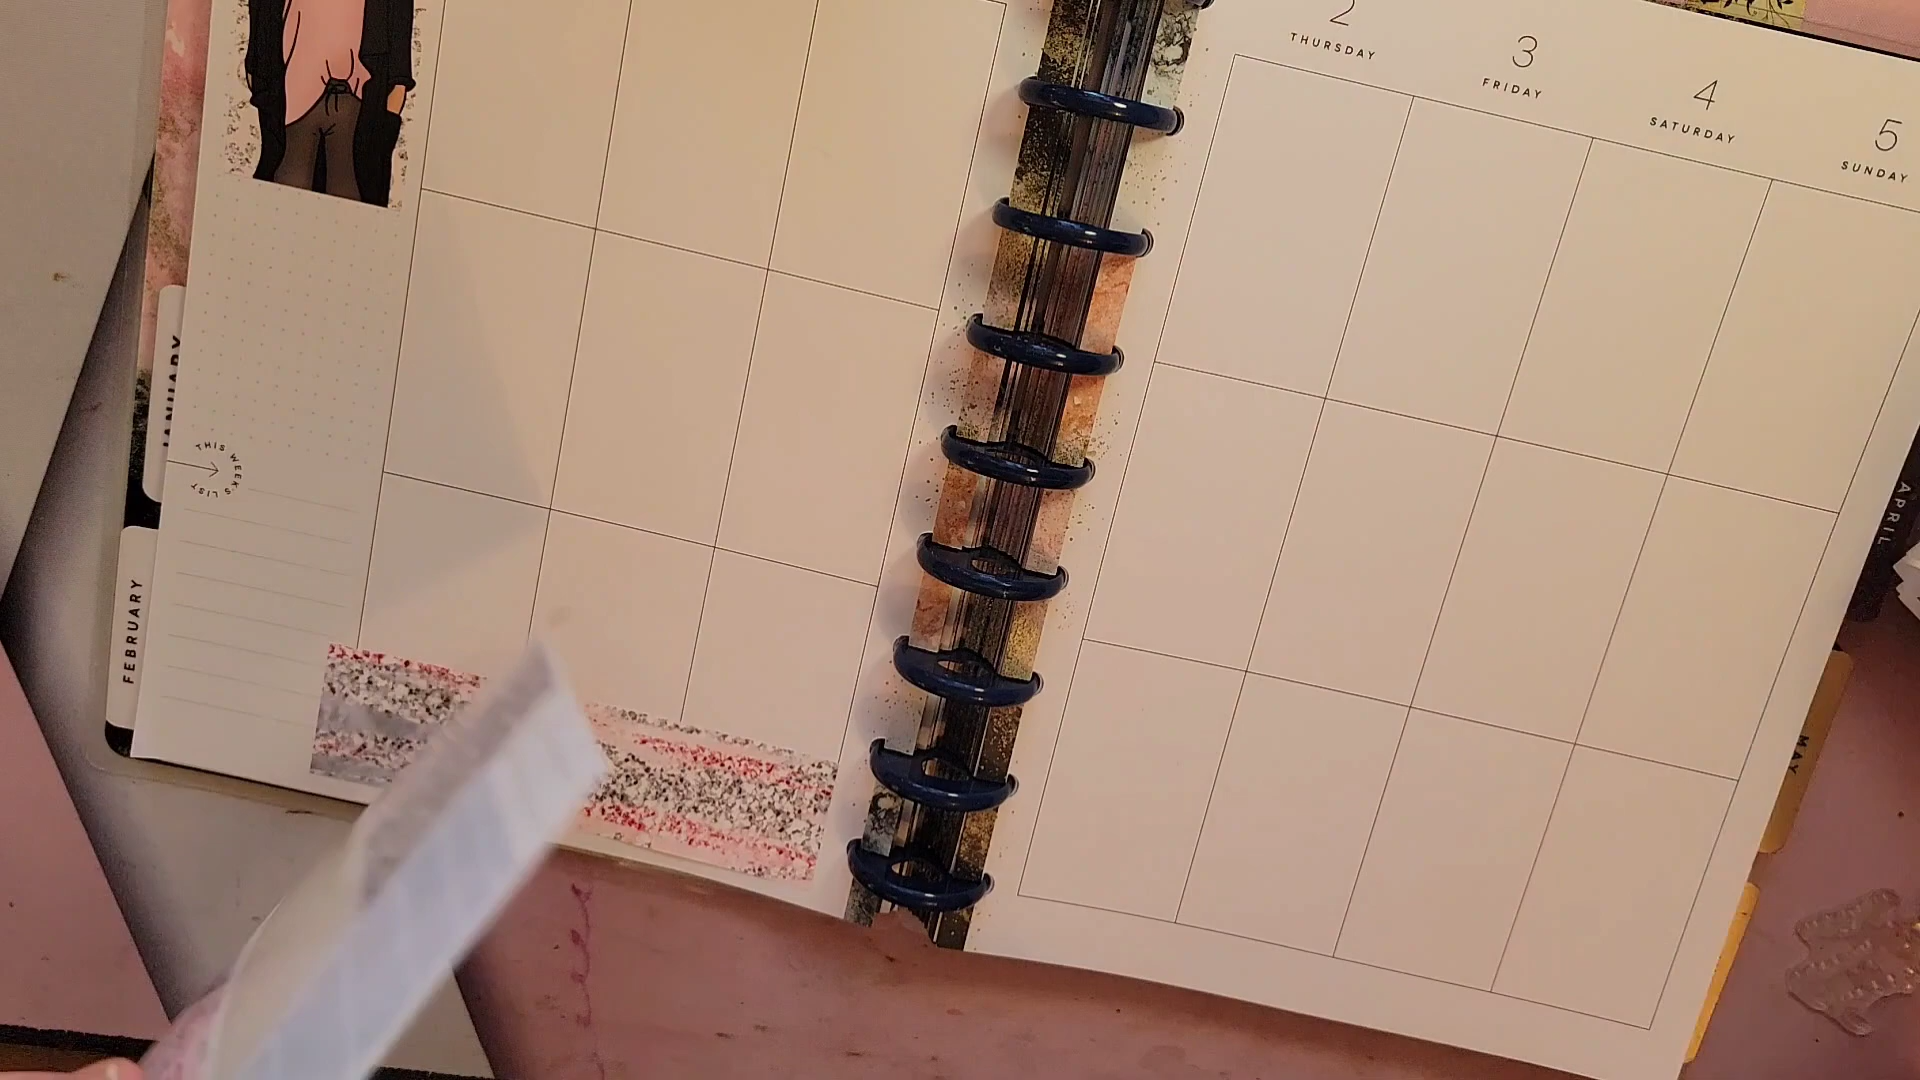 2
THURSDAY
3
FRIDAY
4
SATURDAY
5
SUNDAY
JANUARY
THIS WEEK'S LIST
FEBRUARY
APRIL
MAY